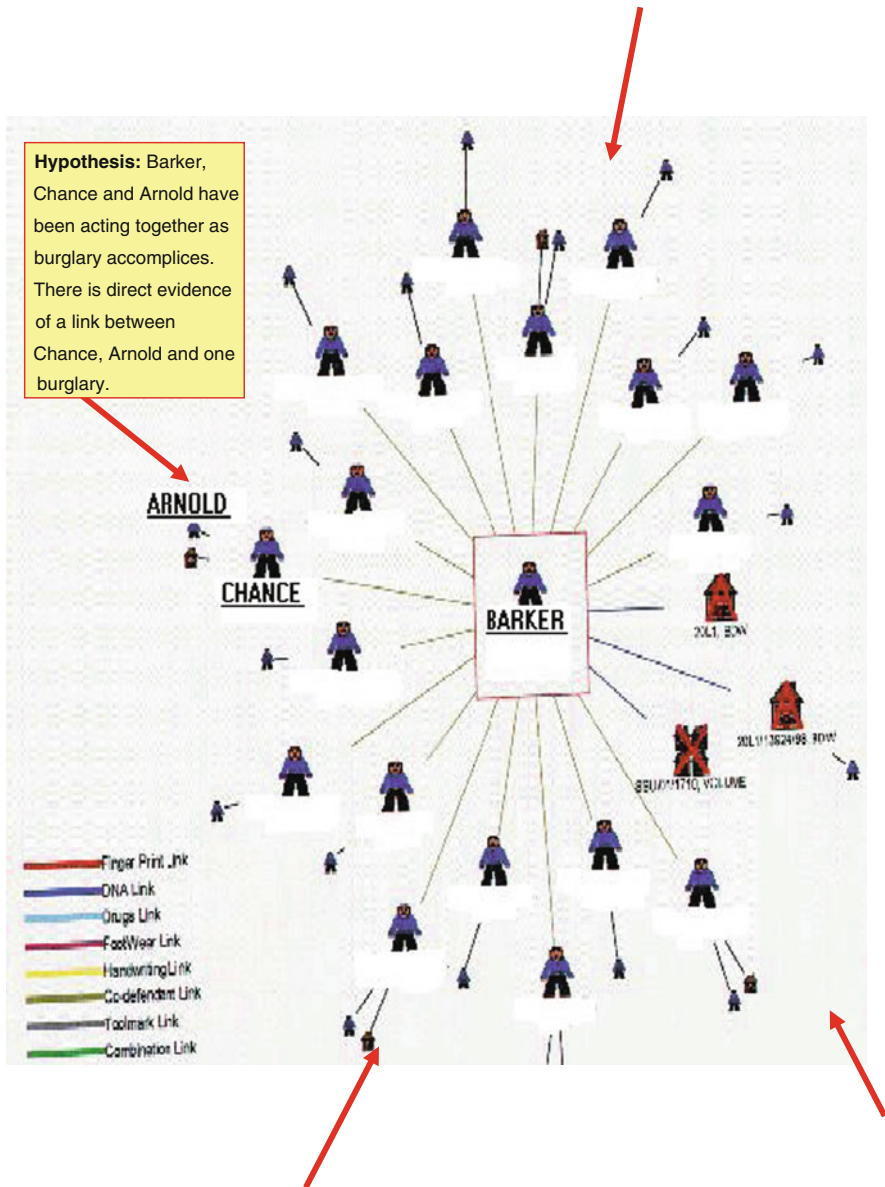 Hypothesis: Barker,
Chance and Arnold have
been acting together as
burglary accomplices.
There is direct evidence
of a link between
Chance, Arnold and one
burglary.
ARNOLD
CHANCE
BARKER
20L1, BDW
VOLUME
Finger Print Link
DNA Link
Drugs Link
FootWear Link
Handwriting Link
Co-defendant Link
Toolmark Link
Combination Link